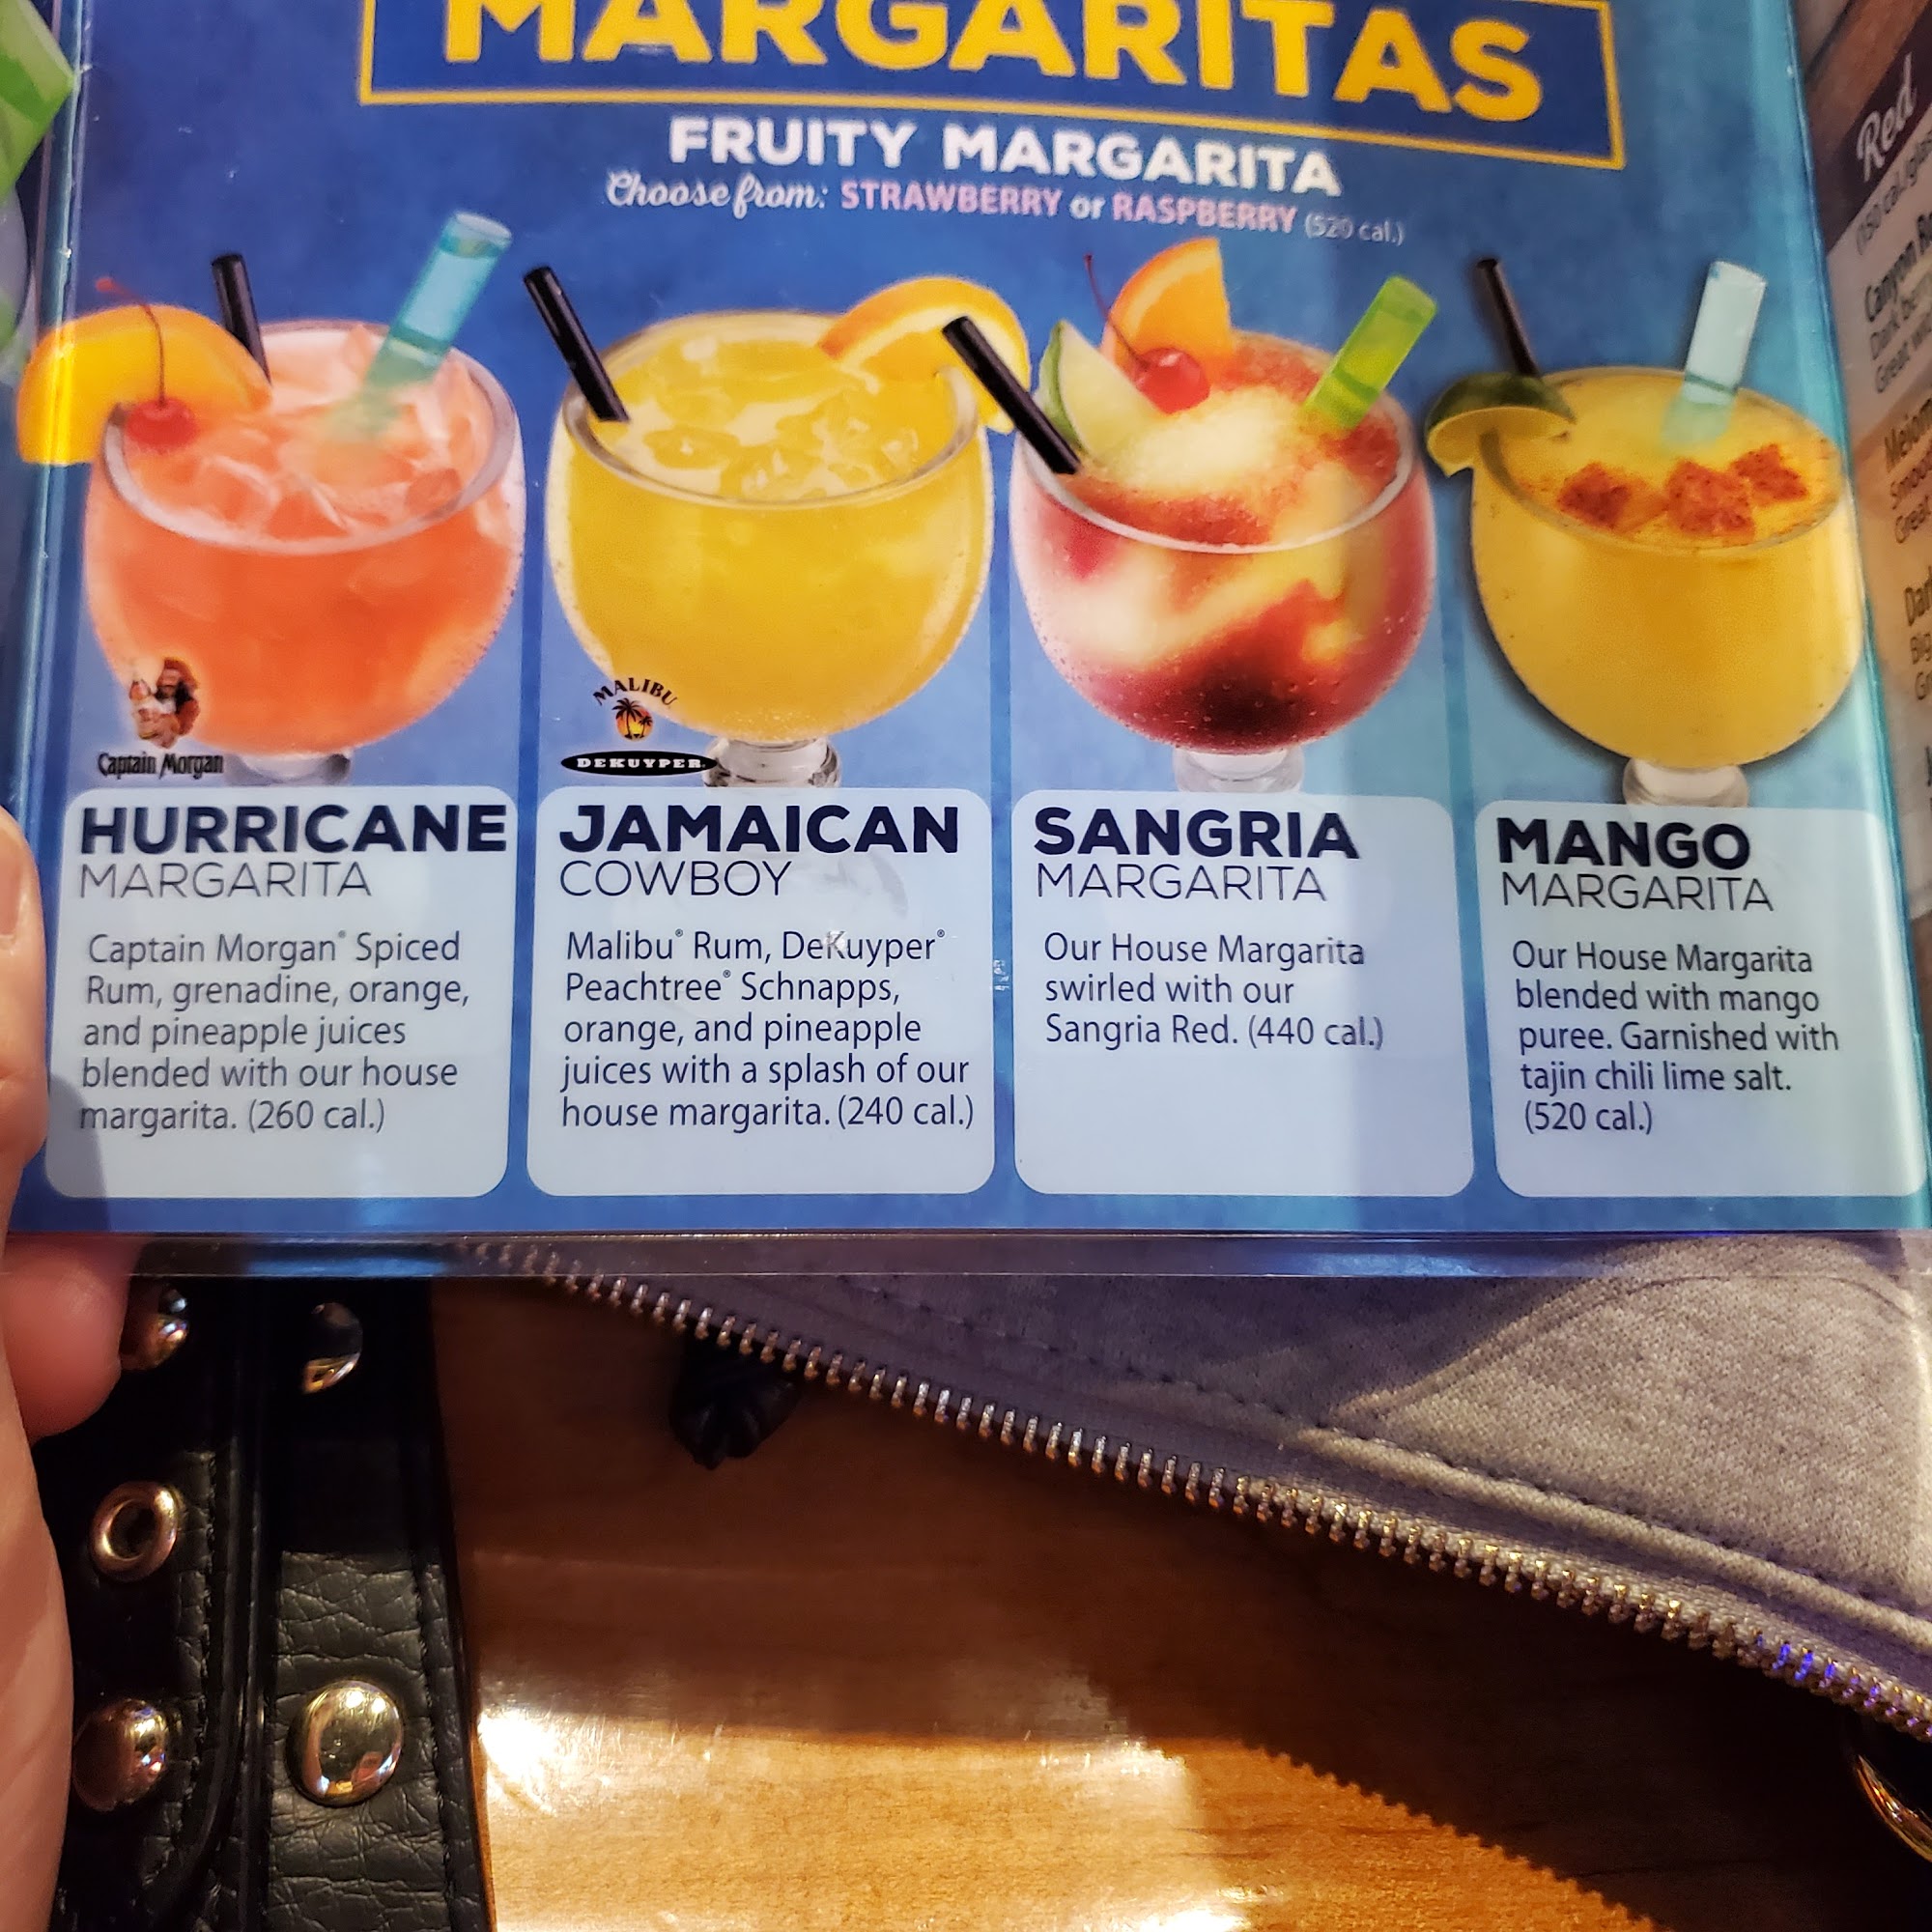 MARGARITAS
FRUITY MARGARITA
Choose from: STRAWBERRY or RASPBERRY (520 cal.)
Captain Morgan
MALIBU
DEKUYPER
HURRICANE
MARGARITA
Captain Morgan® Spiced
Rum, grenadine, orange,
and pineapple juices
blended with our house
margarita. (260 cal.)
JAMAICAN
COWBOY
Malibu® Rum, DeKuyper®
Peachtree® Schnapps,
orange, and pineapple
juices with a splash of our
house margarita. (240 cal.)
SANGRIA
MARGARITA
Our House Margarita
swirled with our
Sangria Red. (440 cal.)
MANGO
MARGARITA
Our House Margarita
blended with mango
puree. Garnished with
tajin chili lime salt.
(520 cal.)
Red